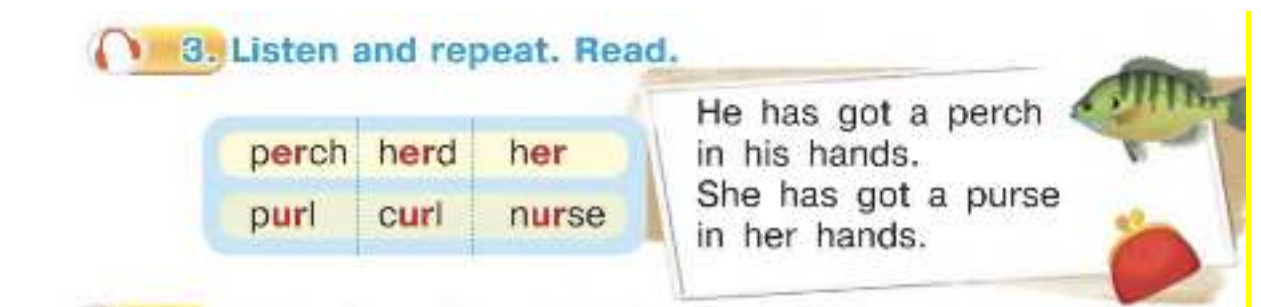 3. Listen and repeat. Read.
perch herd her
purl curl nurse
He has got a perch
in his hands.
She has got a purse
in her hands.